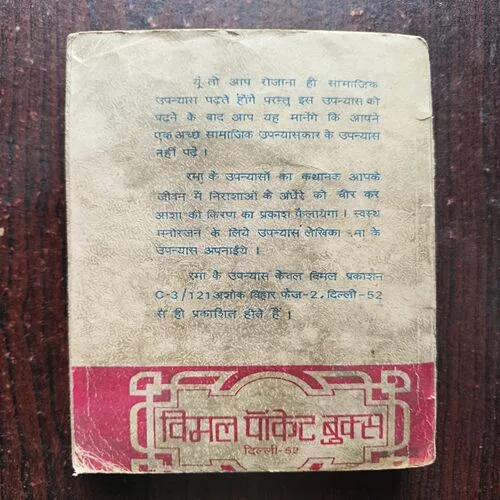 यूं तो आप रोजाना ही सामाजिक
उपन्यास पढ़ते होंगे परन्तु इस उपन्यास को
पढ़ने के बाद आप यह मानेंगे कि आपने
एक अच्छे सामाजिक उपन्यासकार के उपन्यास
नहीं पढ़े ।
रमा के उपन्यासों का कथानक आपके
जीवन में निराशाओं के अंधेरे को चीर कर
आशा की किरण का प्रकाश फैलायेगा । स्वस्थ
मनोरंजन के लिये उपन्यास लेखिका मा के
उपन्यास अपनाईये ।
रमा के उपन्यास केवल विमल प्रकाशन
C-3/121 अशोक विहार फेज-2, दिल्ली-52
से ही प्रकाशित होते हैं ।
विमल पॉकेट बुक्स
दिल्ली-52